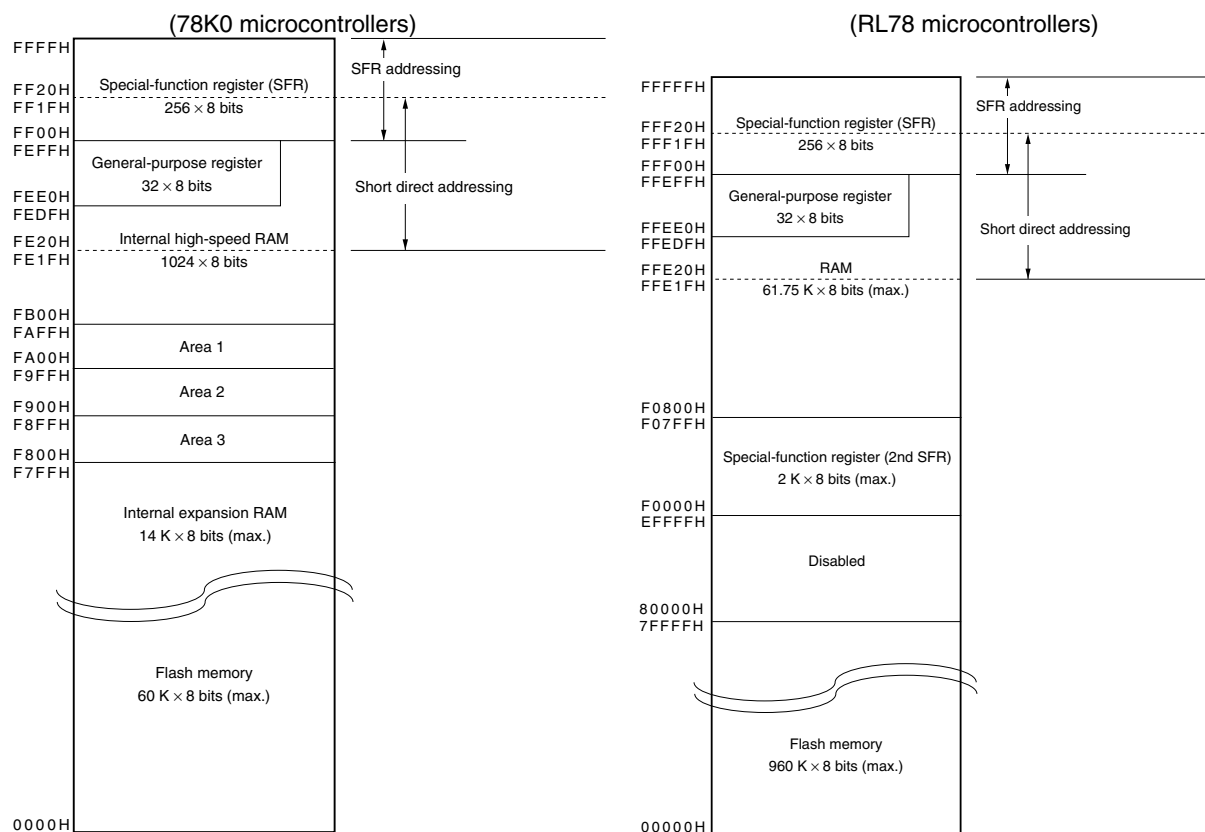 (78K0 microcontrollers)
FFFFH
SFR addressing
FF20H
Special-function register (SFR)
FF1FH
256 × 8 bits
FF00H
FEFFH
General-purpose register
32 × 8 bits
Short direct addressing
FEE0H
FEDFH
FE20H
Internal high-speed RAM
FE1FH
1024 × 8 bits
FB00H
FAFFH
Area 1
FA00H
F9FFH
Area 2
F900H
F8FFH
Area 3
F800H
F7FFH
Internal expansion RAM
14 K × 8 bits (max.)
Flash memory
60 K × 8 bits (max.)
0000H
(RL78 microcontrollers)
FFFFFH
SFR addressing
FFF20H
Special-function register (SFR)
FFF1FH
256 × 8 bits
FFF00H
FFEFFH
General-purpose register
32 × 8 bits
FFEE0H
Short direct addressing
FFEDFH
FFE20H
RAM
FFE1FH
61.75 K × 8 bits (max.)
F0800H
F07FFH
Special-function register (2nd SFR)
2 K × 8 bits (max.)
F0000H
EFFFFH
Disabled
80000H
7FFFFH
Flash memory
960 K × 8 bits (max.)
00000H